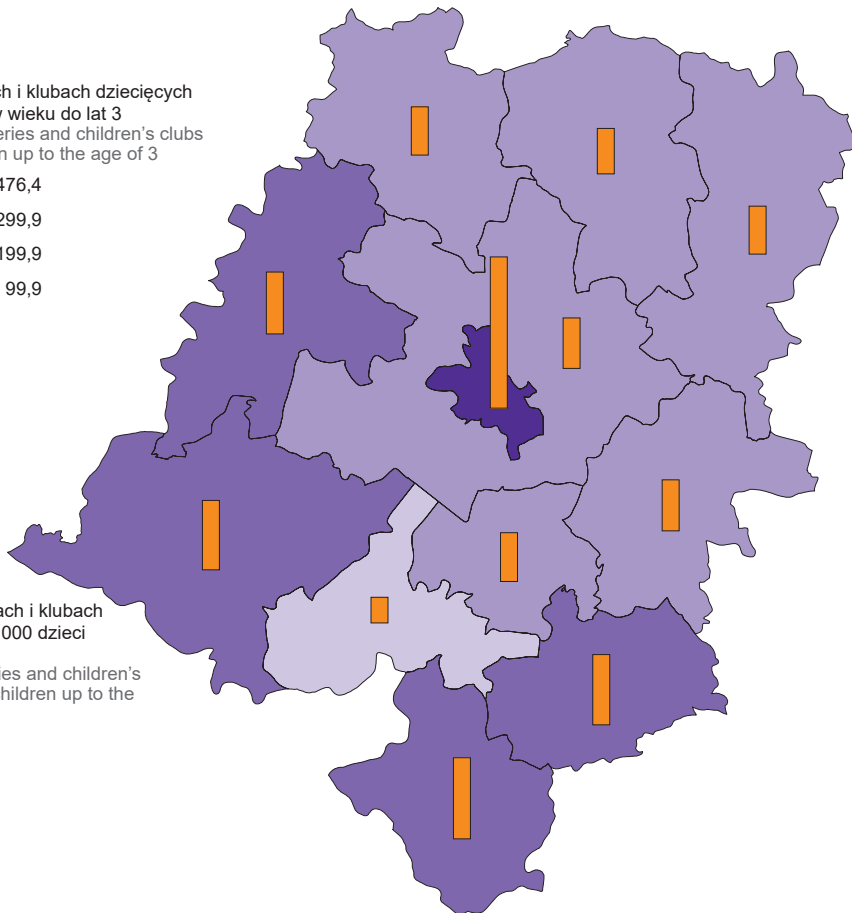 ch i klubach dziecięcych
w wieku do lat 3
eries and children's clubs
n up to the age of 3
476,4
299,9
199,9
99,9
ach i klubach
000 dzieci
ies and children's
children up to the